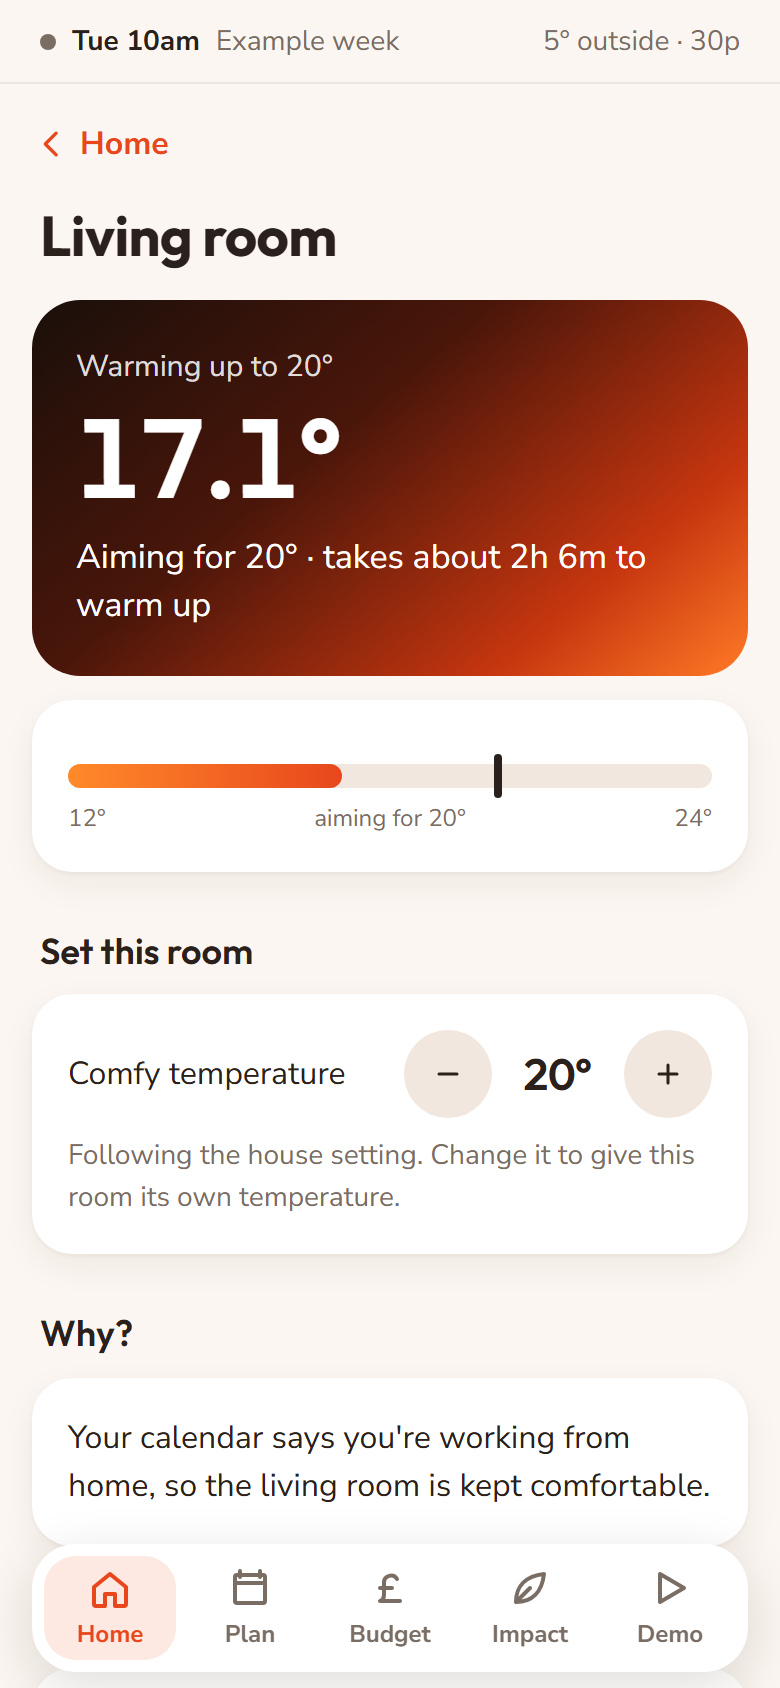 Tue 10am Example week 5° outside · 30p
Home
Living room
Warming up to 20°
17.1°
Aiming for 20° · takes about 2h 6m to
warm up
12° aiming for 20° 24°
Set this room
Comfy temperature − 20° +
Following the house setting. Change it to give this
room its own temperature.
Why?
Your calendar says you're working from
home, so the living room is kept comfortable.
£
Home Plan Budget Impact Demo